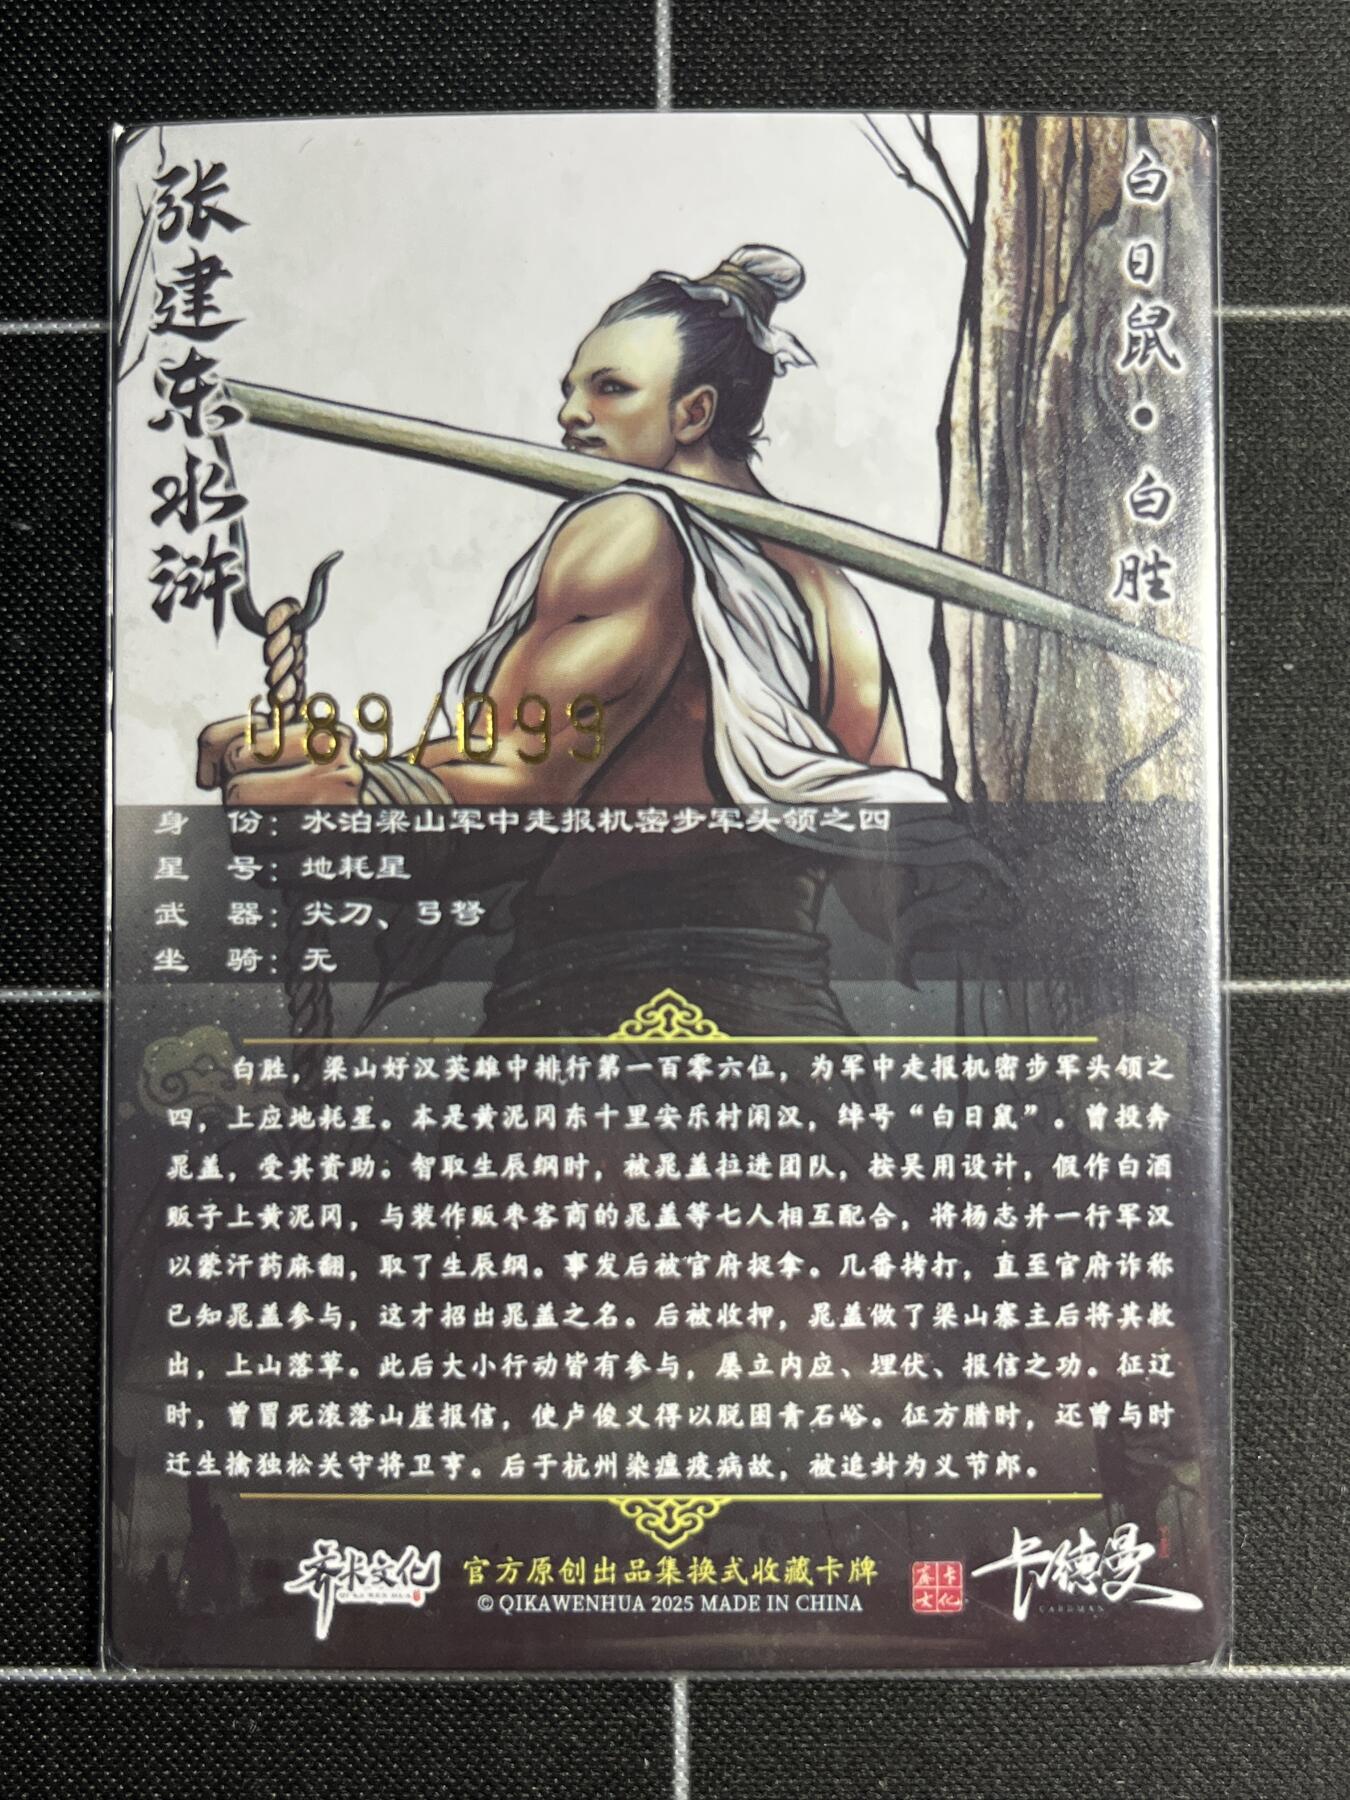 张建东水浒
白日鼠·白胜
089/099
身 份：水泊梁山军中走报机密步军头领之四
星 号：地耗星
武 器：尖刀、弓弩
坐 骑：无
白胜，梁山好汉英雄中排行第一百零六位，为军中走报机密步军头领之
四，上应地耗星。本是黄泥冈东十里安乐村闲汉，绰号“白日鼠”。曾投奔
晁盖，受其资助。智取生辰纲时，被晁盖拉进团队，按吴用设计，假作白酒
贩子上黄泥冈，与装作贩枣客商的晁盖等七人相互配合，将杨志并一行军汉
以蒙汗药麻翻，取了生辰纲。事发后被官府捉拿。几番拷打，直至官府诈称
已知晁盖参与，这才招出晁盖之名。后被收押，晁盖做了梁山寨主后将其救
出，上山落草。此后大小行动皆有参与，屡立内应、埋伏、报信之功。征辽
时，曾冒死滚落山崖报信，使卢俊义得以脱困青石峪。征方腊时，还曾与时
迁生擒独松关守将卫亨。后于杭州染瘟疫病故，被追封为义节郎。
齐卡文化
QI KA WEN HUA
官方原创出品集换式收藏卡牌
© QIKAWENHUA 2025 MADE IN CHINA
齐卡文化
卡德曼
CARDMAN